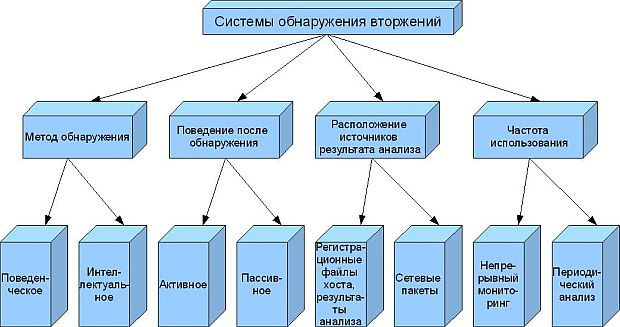 Системы обнаружения вторжений
Метод обнаружения
Поведение после
обнаружения
Расположение
источников
результата анализа
Частота
использования
Поведен-
ческое
Интел-
лектуаль-
ное
Активное
Пассив-
ное
Регистра-
ционные
файлы
хоста,
результа-
ты
анализа
Сетевые
пакеты
Непре-
рывный
монито-
ринг
Периоди-
ческий
анализ